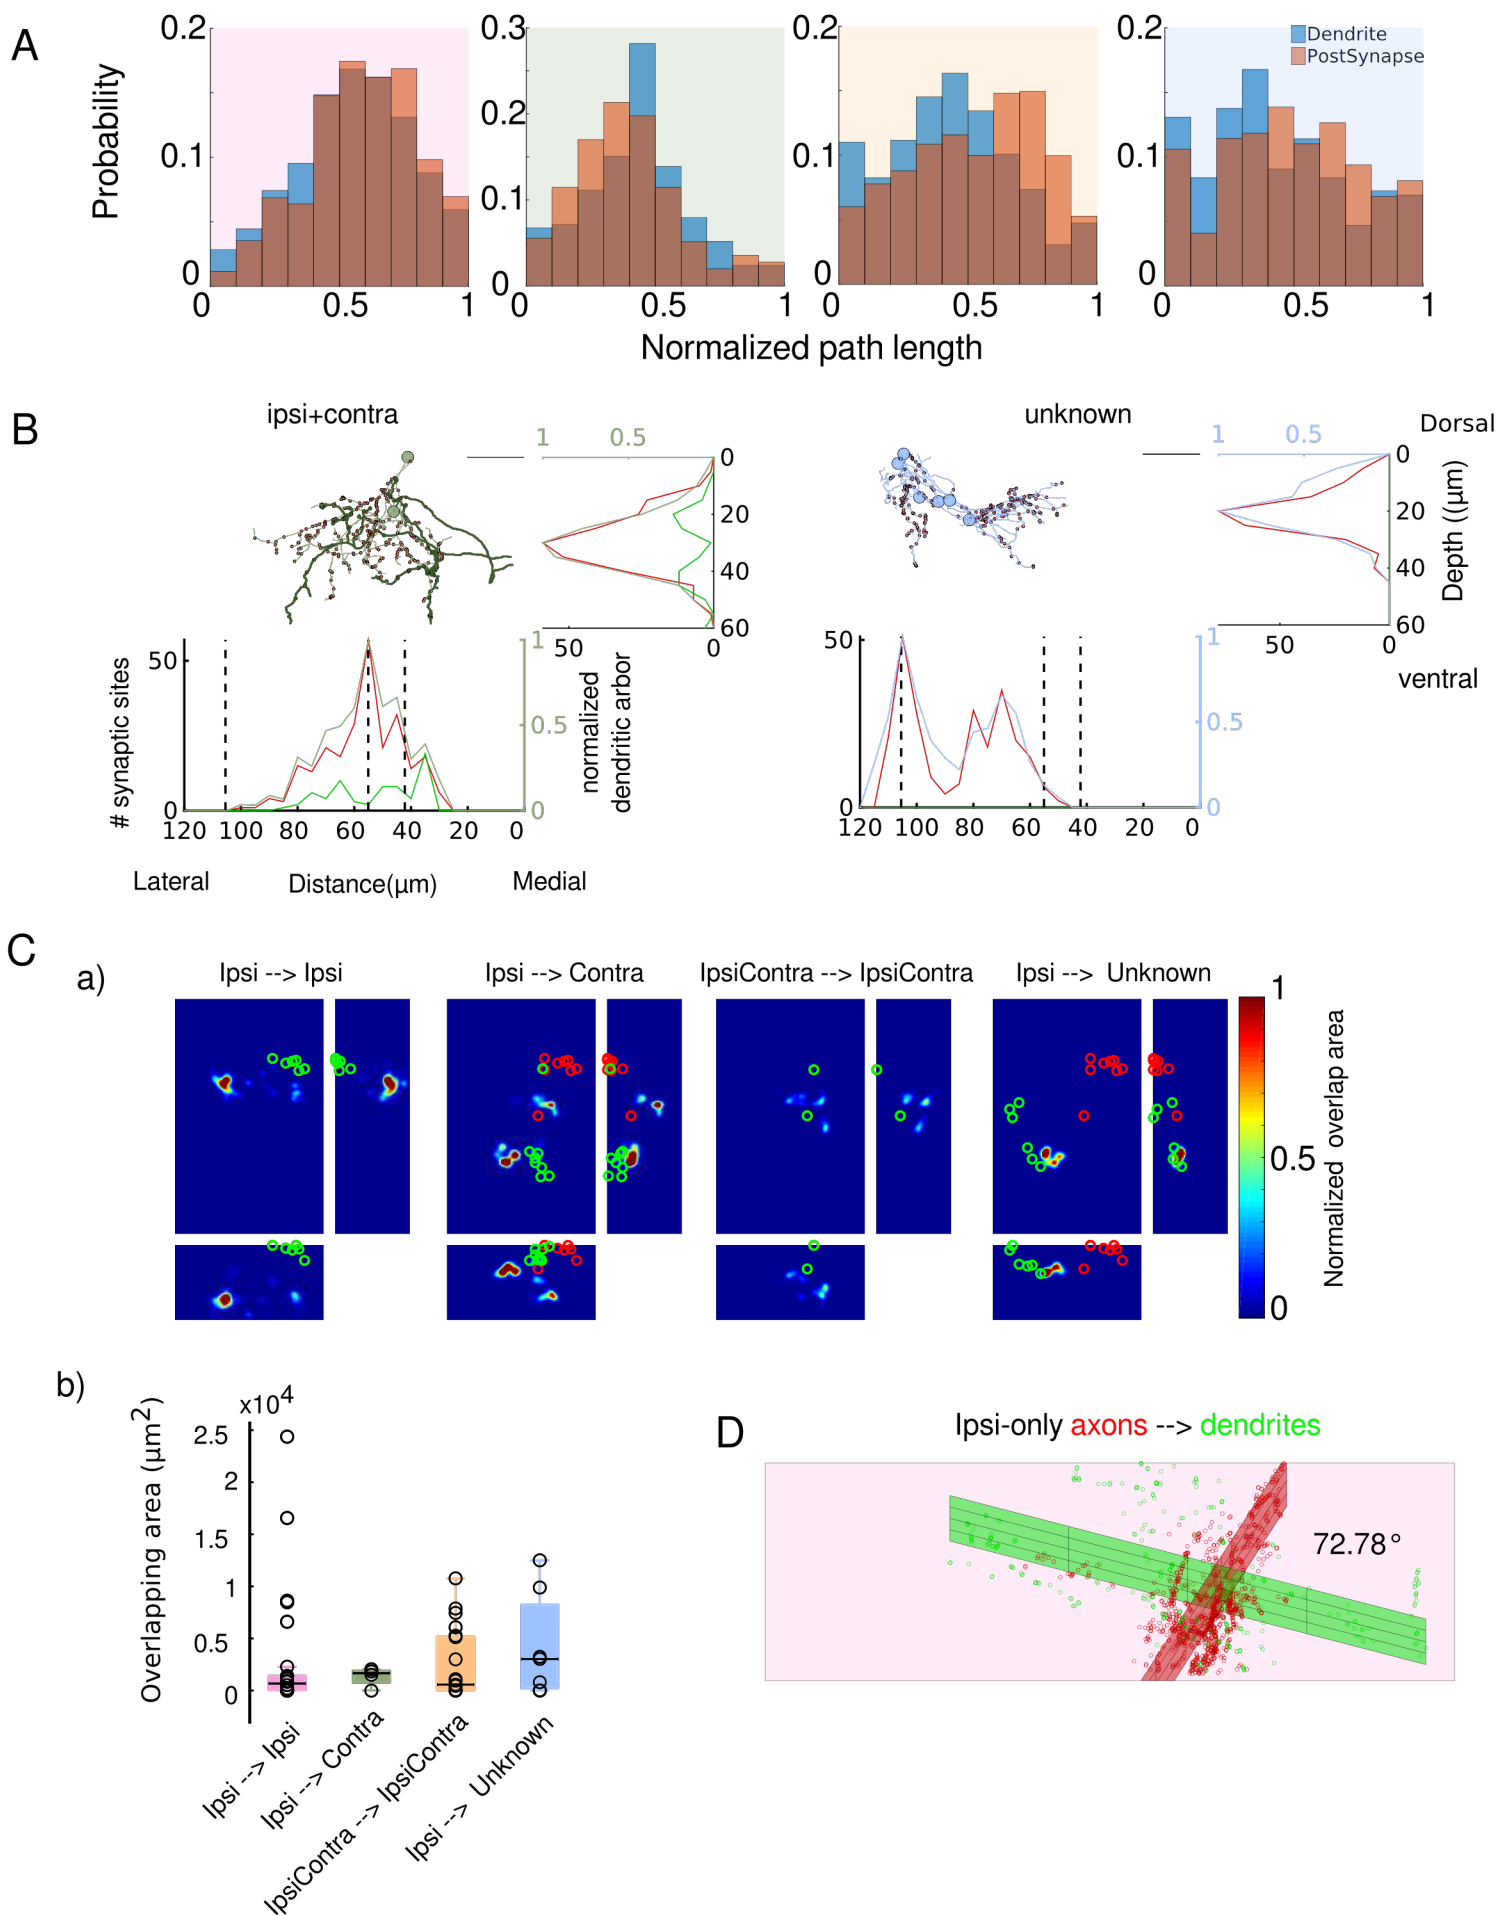 A
Probability
0.2
0.1
0
0
0.5
1
0.3
0.2
0.1
0
0
0.5
1
0.2
0.1
0
0
0.5
1
0.2
0.1
0
0
0.5
1
Dendrite
PostSynapse
Normalized path length
B
ipsi+contra
1
0.5
0
20
40
60
50
0
# synaptic sites
50
0
1
0.5
0
normalized
dendritic arbor
120 100 80 60 40 20 0
Lateral
Distance(µm)
Medial
unknown
1
0.5
Dorsal
0
20
40
60
Depth ((µm)
50
0
ventral
50
0
1
0.5
0
120 100 80 60 40 20 0
C
a)
Ipsi --> Ipsi
Ipsi --> Contra
IpsiContra --> IpsiContra
Ipsi --> Unknown
1
0.5
0
Normalized overlap area
b)
x10⁴
Overlapping area (µm²)
2.5
2
1.5
1
0.5
0
Ipsi --> Ipsi
Ipsi --> Contra
IpsiContra --> IpsiContra
Ipsi --> Unknown
D
Ipsi-only axons --> dendrites
72.78°